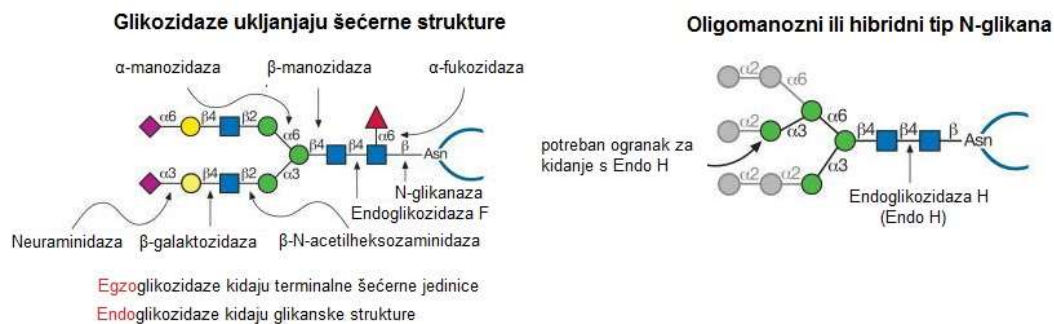 Glikozidaze ukljanjaju šećerne strukture
α-manozidaza β-manozidaza α-fukozidaza
α6 β4 β2 α6 β4 β4 α6 β Asn
α3 β4 β2 α3
N-glikanaza
Endoglikozidaza F
Neuraminidaza β-galaktozidaza β-N-acetilheksozaminidaza
Egzoglikozidaze kidaju terminalne šećerne jedinice
Endoglikozidaze kidaju glikanske strukture
Oligomanozni ili hibridni tip N-glikana
α2 α6
α2 α3 α6 β4 β4 β Asn
α2 α2 α3
potreban ogranak za
kidanje s Endo H
Endoglikozidaza H
(Endo H)